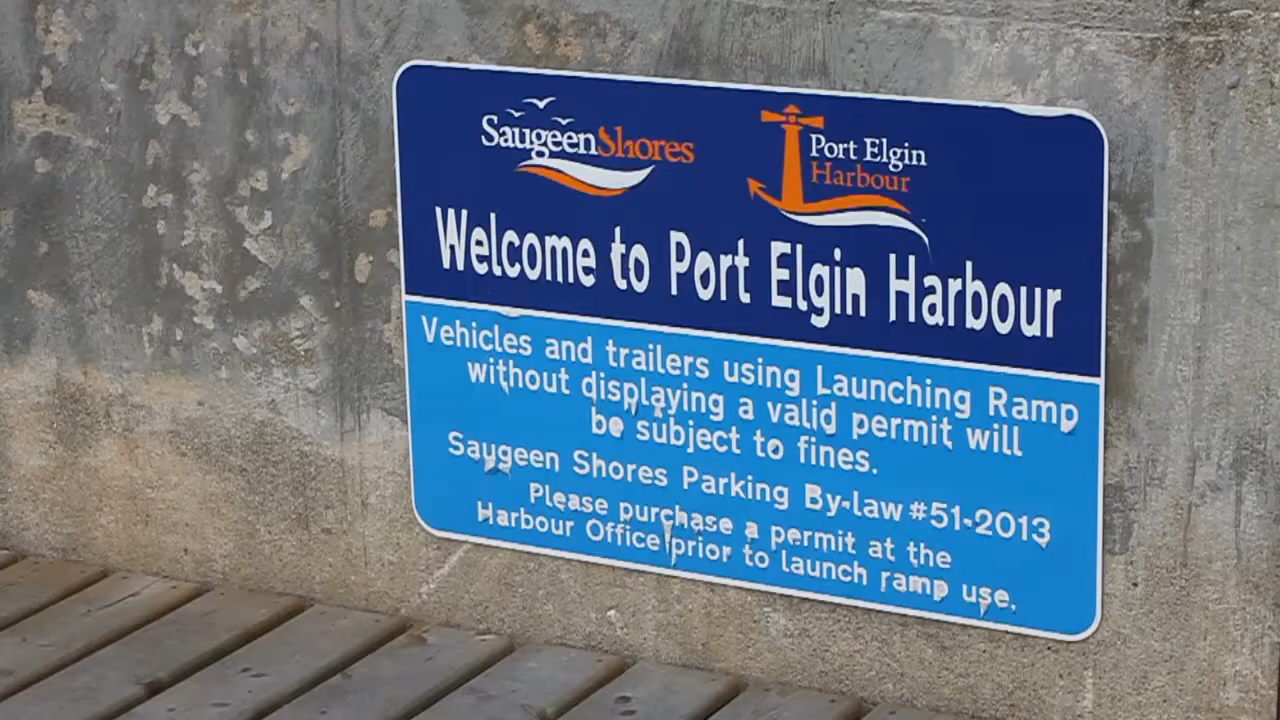 SaugeenShores
Port Elgin
Harbour
Welcome to Port Elgin Harbour
Vehicles and trailers using Launching Ramp
without displaying a valid permit will
be subject to fines.
Saugeen Shores Parking By-law #51-2013
Please purchase a permit at the
Harbour Office prior to launch ramp use.